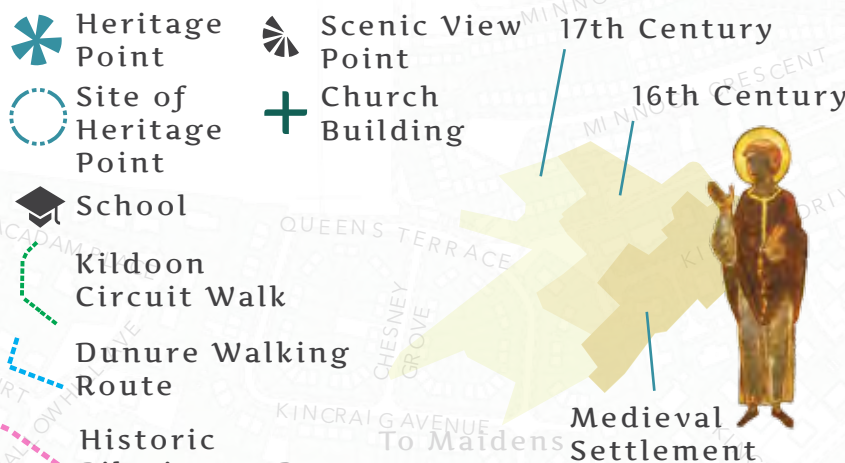 Heritage
Point
Site of
Heritage
Point
School
Kildoon
Circuit Walk
Dunure Walking
Route
Historic
Scenic View
Point
Church
Building
17th Century
16th Century
Medieval
Settlement
To Maidens
QUEENS TERRACE
CHESNEY
GROVE
KINCRAIG AVENUE
CRESCENT